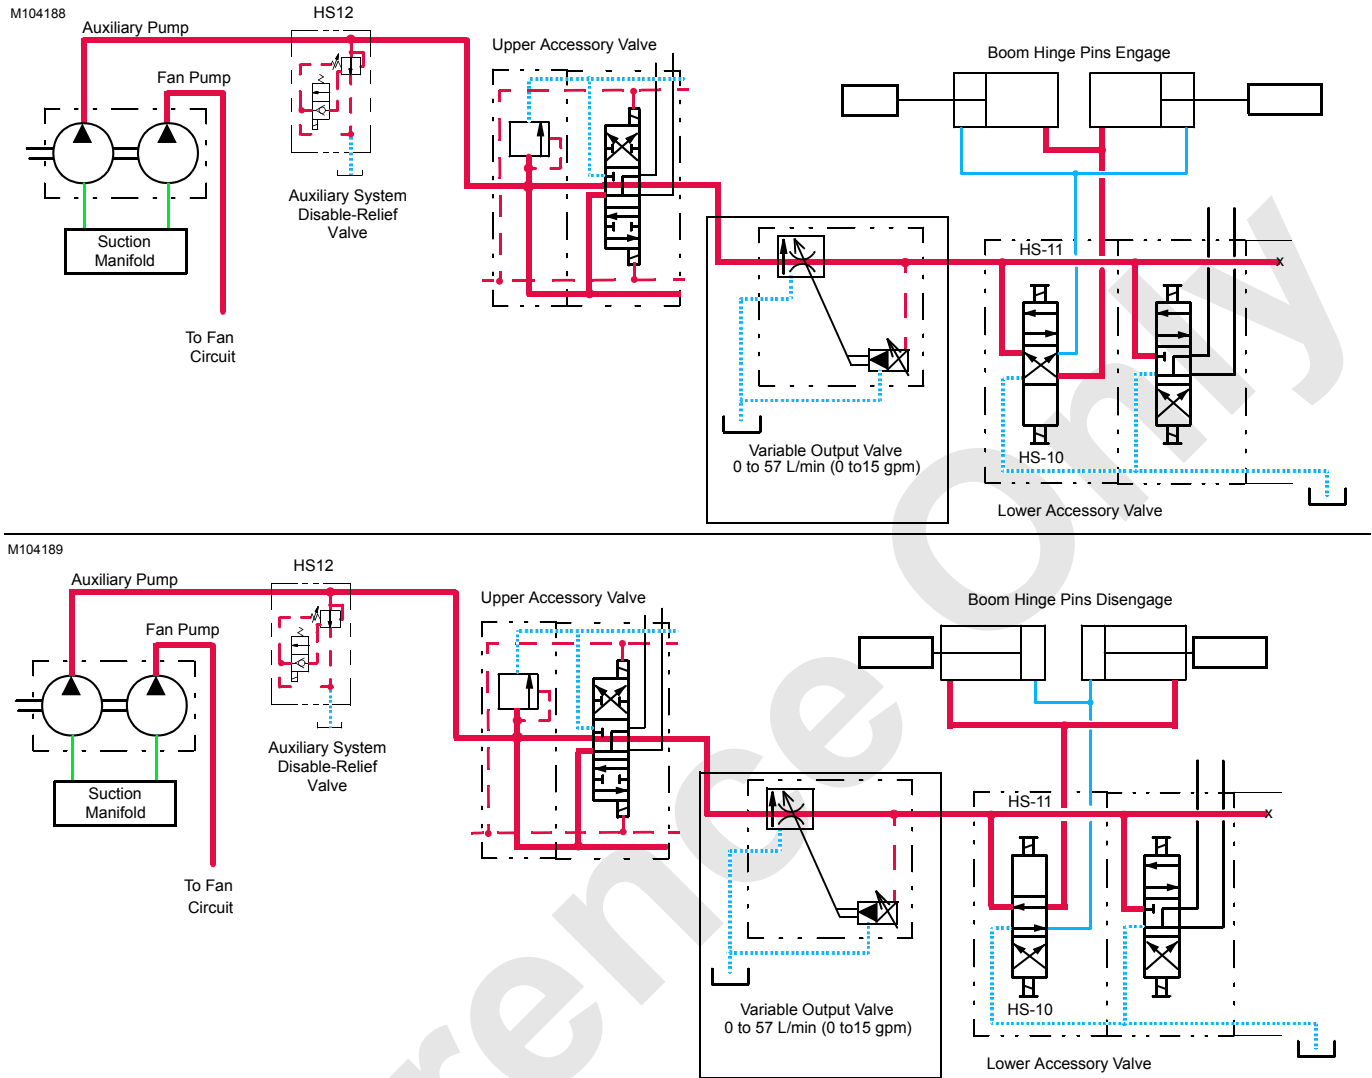 M104188
HS12
Auxiliary Pump
Upper Accessory Valve
Boom Hinge Pins Engage
Fan Pump
Auxiliary System
Disable-Relief
Valve
Suction
Manifold
HS-11
To Fan
Circuit
x
Variable Output Valve
0 to 57 L/min (0 to15 gpm)
HS-10
Lower Accessory Valve
M104189
HS12
Auxiliary Pump
Upper Accessory Valve
Boom Hinge Pins Disengage
Fan Pump
Auxiliary System
Disable-Relief
Valve
Suction
Manifold
HS-11
x
To Fan
Circuit
Variable Output Valve
0 to 57 L/min (0 to15 gpm)
HS-10
Lower Accessory Valve
rence Only